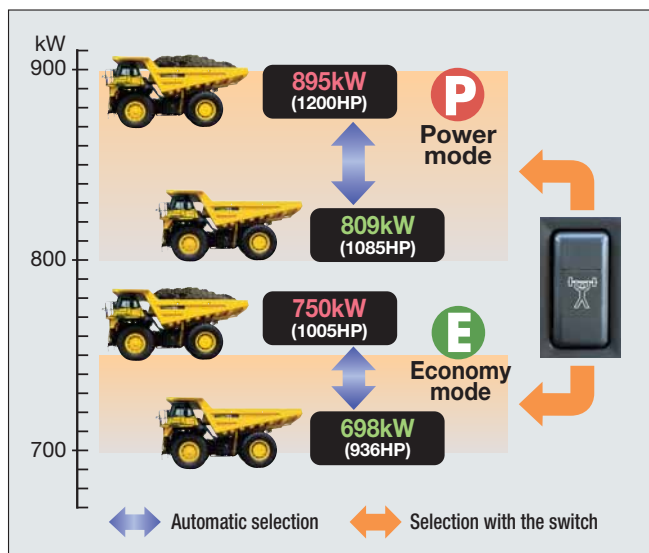 kW
900
895kW
(1200HP)
P
Power
mode
809kW
(1085HP)
800
750kW
(1005HP)
E
Economy
mode
698kW
(936HP)
700
Automatic selection
Selection with the switch